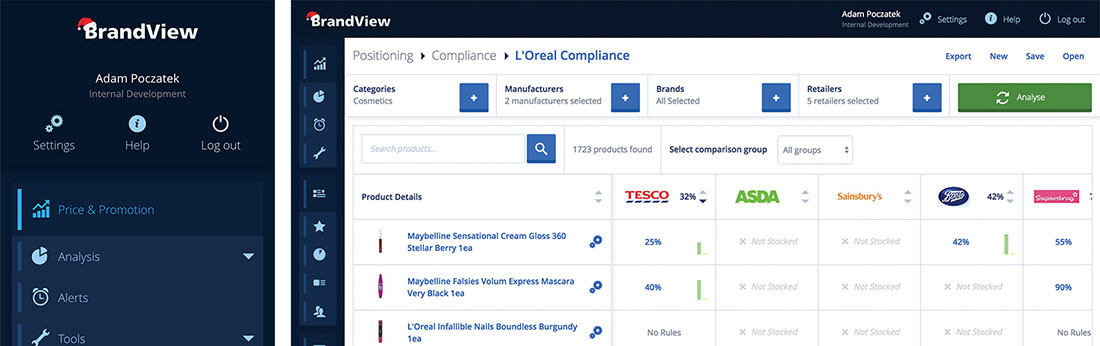 BrandView
Adam Poczatek
Internal Development
Settings
Help
Log out
Price & Promotion
Analysis
Alerts
Tools
BrandView
Adam Poczatek
Internal Development
Settings
Help
Log out
Positioning
Compliance
L'Oreal Compliance
Export
New
Save
Open
Categories
Cosmetics
Manufacturers
2 manufacturers selected
Brands
All Selected
Retailers
5 retailers selected
Analyse
Search products...
1723 products found
Select comparison group
All groups
Product Details
TESCO
32%
ASDA
Sainsbury's
Boots
42%
Superdrug
Maybelline Sensational Cream Gloss 360
Stellar Berry 1ea
25%
Not Stocked
Not Stocked
42%
55%
Maybelline Falsies Volum Express Mascara
Very Black 1ea
40%
Not Stocked
Not Stocked
Not Stocked
90%
L'Oreal Infallible Nails Boundless Burgundy
1ea
No Rules
Not Stocked
Not Stocked
Not Stocked
No Rules